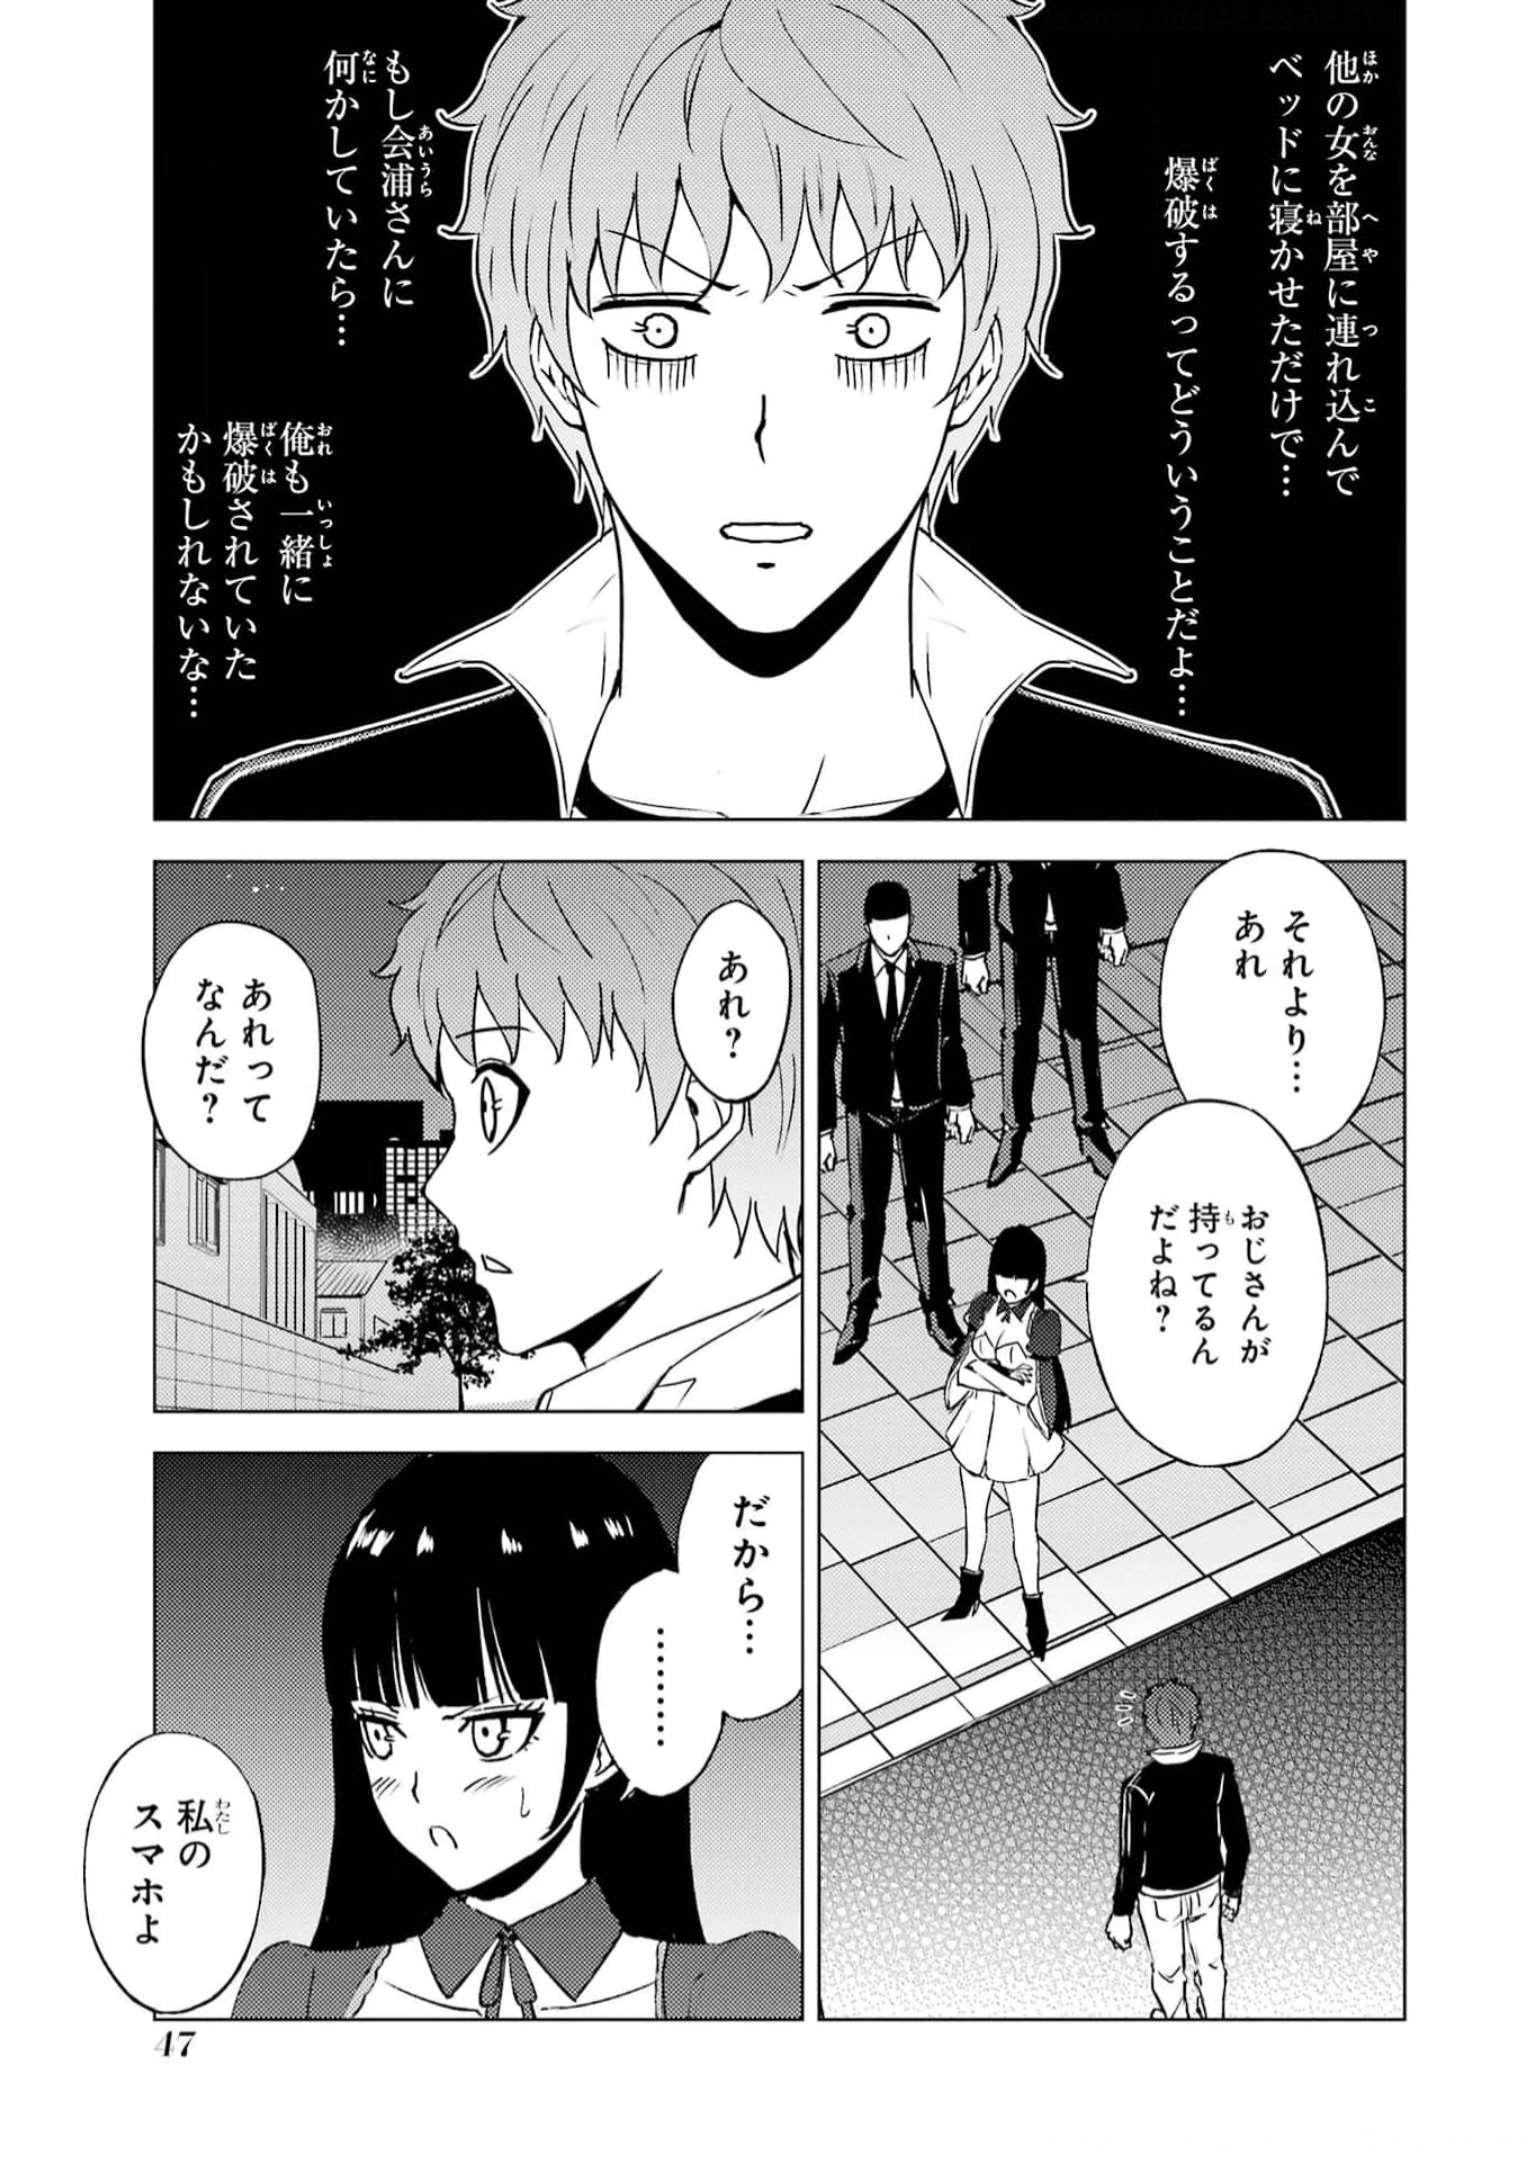 他の女を部屋に連れ込んで
ベッドに寝かせただけで…
爆破するってどういうことだよ…
もし会浦さんに
何かしていたら…
俺も一緒に
爆破されていた
かもしれないな…
それより…
あれ
おじさんが
持ってるん
だよね?
あれ?
あれって
なんだ?
だから…
………
私の
スマホよ
47